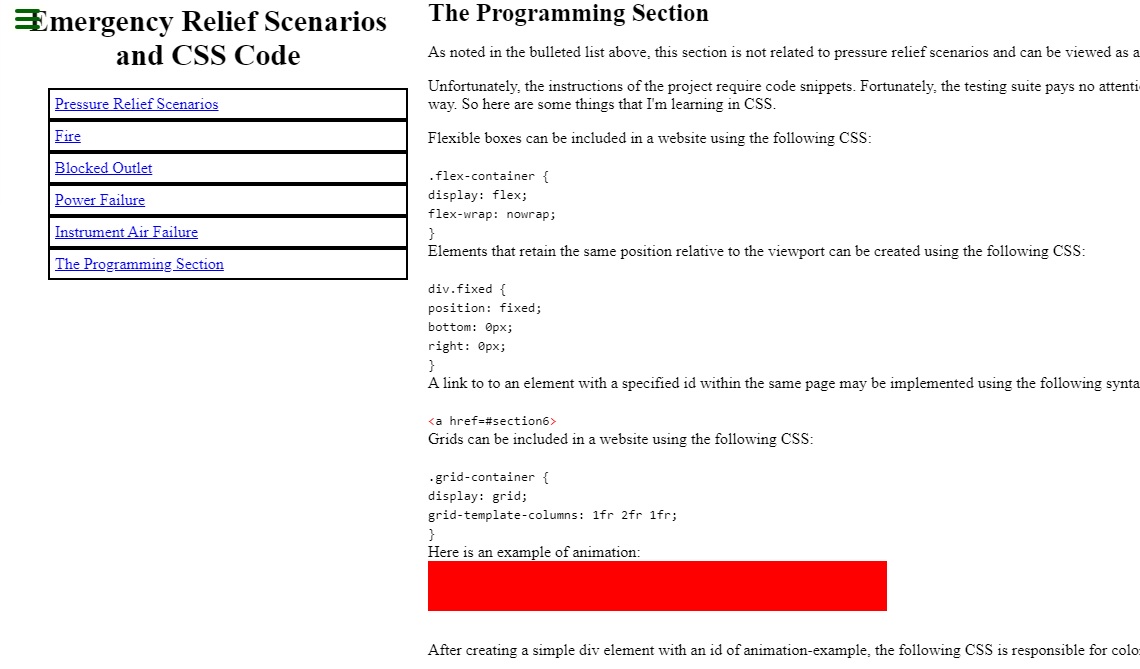 Emergency Relief Scenarios
and CSS Code
Pressure Relief Scenarios
Fire
Blocked Outlet
Power Failure
Instrument Air Failure
The Programming Section
The Programming Section
As noted in the bulleted list above, this section is not related to pressure relief scenarios and can be viewed as a
Unfortunately, the instructions of the project require code snippets. Fortunately, the testing suite pays no attenti
way. So here are some things that I'm learning in CSS.
Flexible boxes can be included in a website using the following CSS:
.flex-container {
display: flex;
flex-wrap: nowrap;
}
Elements that retain the same position relative to the viewport can be created using the following CSS:
div.fixed {
position: fixed;
bottom: 0px;
right: 0px;
}
A link to to an element with a specified id within the same page may be implemented using the following synta
<a href=#section6>
Grids can be included in a website using the following CSS:
.grid-container {
display: grid;
grid-template-columns: 1fr 2fr 1fr;
}
Here is an example of animation:
After creating a simple div element with an id of animation-example, the following CSS is responsible for colo